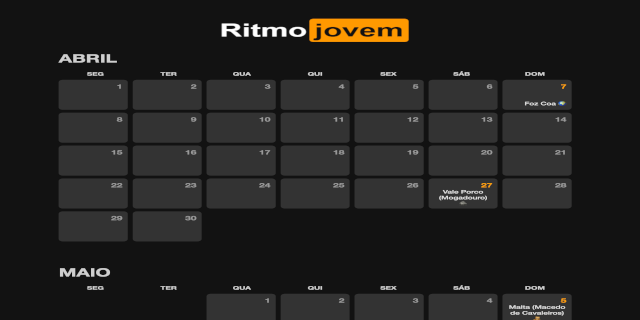 Ritmo jovem
ABRIL
SEG TER QUA QUI SEX SÁB DOM
1 2 3 4 5 6 7
Foz Coa
8 9 10 11 12 13 14
15 16 17 18 19 20 21
22 23 24 25 26 27 28
Vale Porco
(Mogadouro)
29 30
MAIO
SEG TER QUA QUI SEX SÁB DOM
1 2 3 4 5
Malta (Macedo
de Cavaleiros)